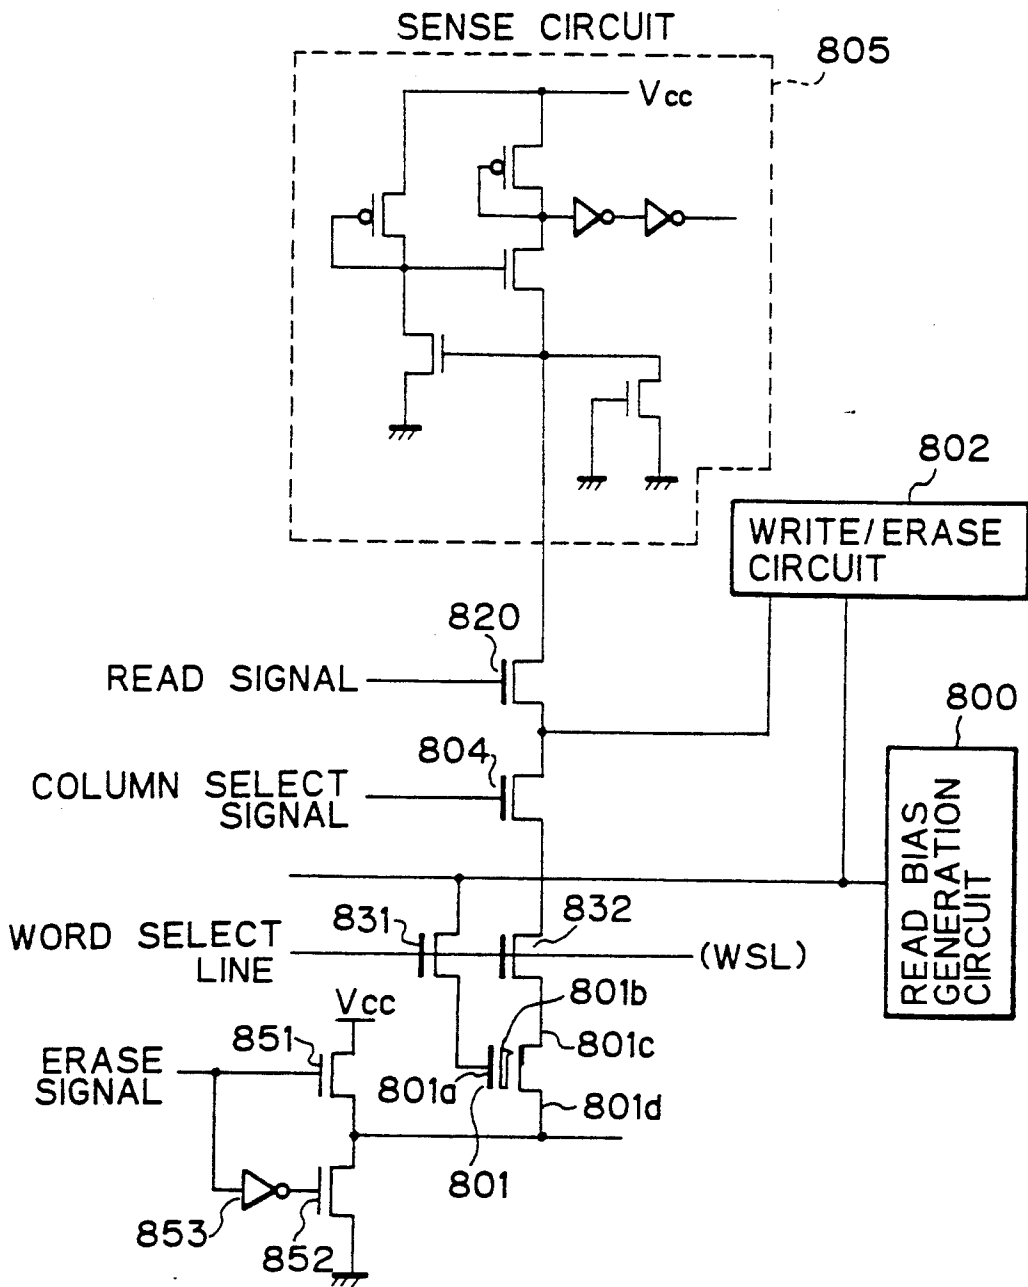 SENSE CIRCUIT
805
Vcc
802
WRITE/ERASE
CIRCUIT
820
READ SIGNAL
800
READ BIAS
GENERATION
CIRCUIT
804
COLUMN SELECT
SIGNAL
831
832
WORD SELECT
LINE
(WSL)
801b
Vcc
851
801c
ERASE
SIGNAL
801a
801d
801
853
852